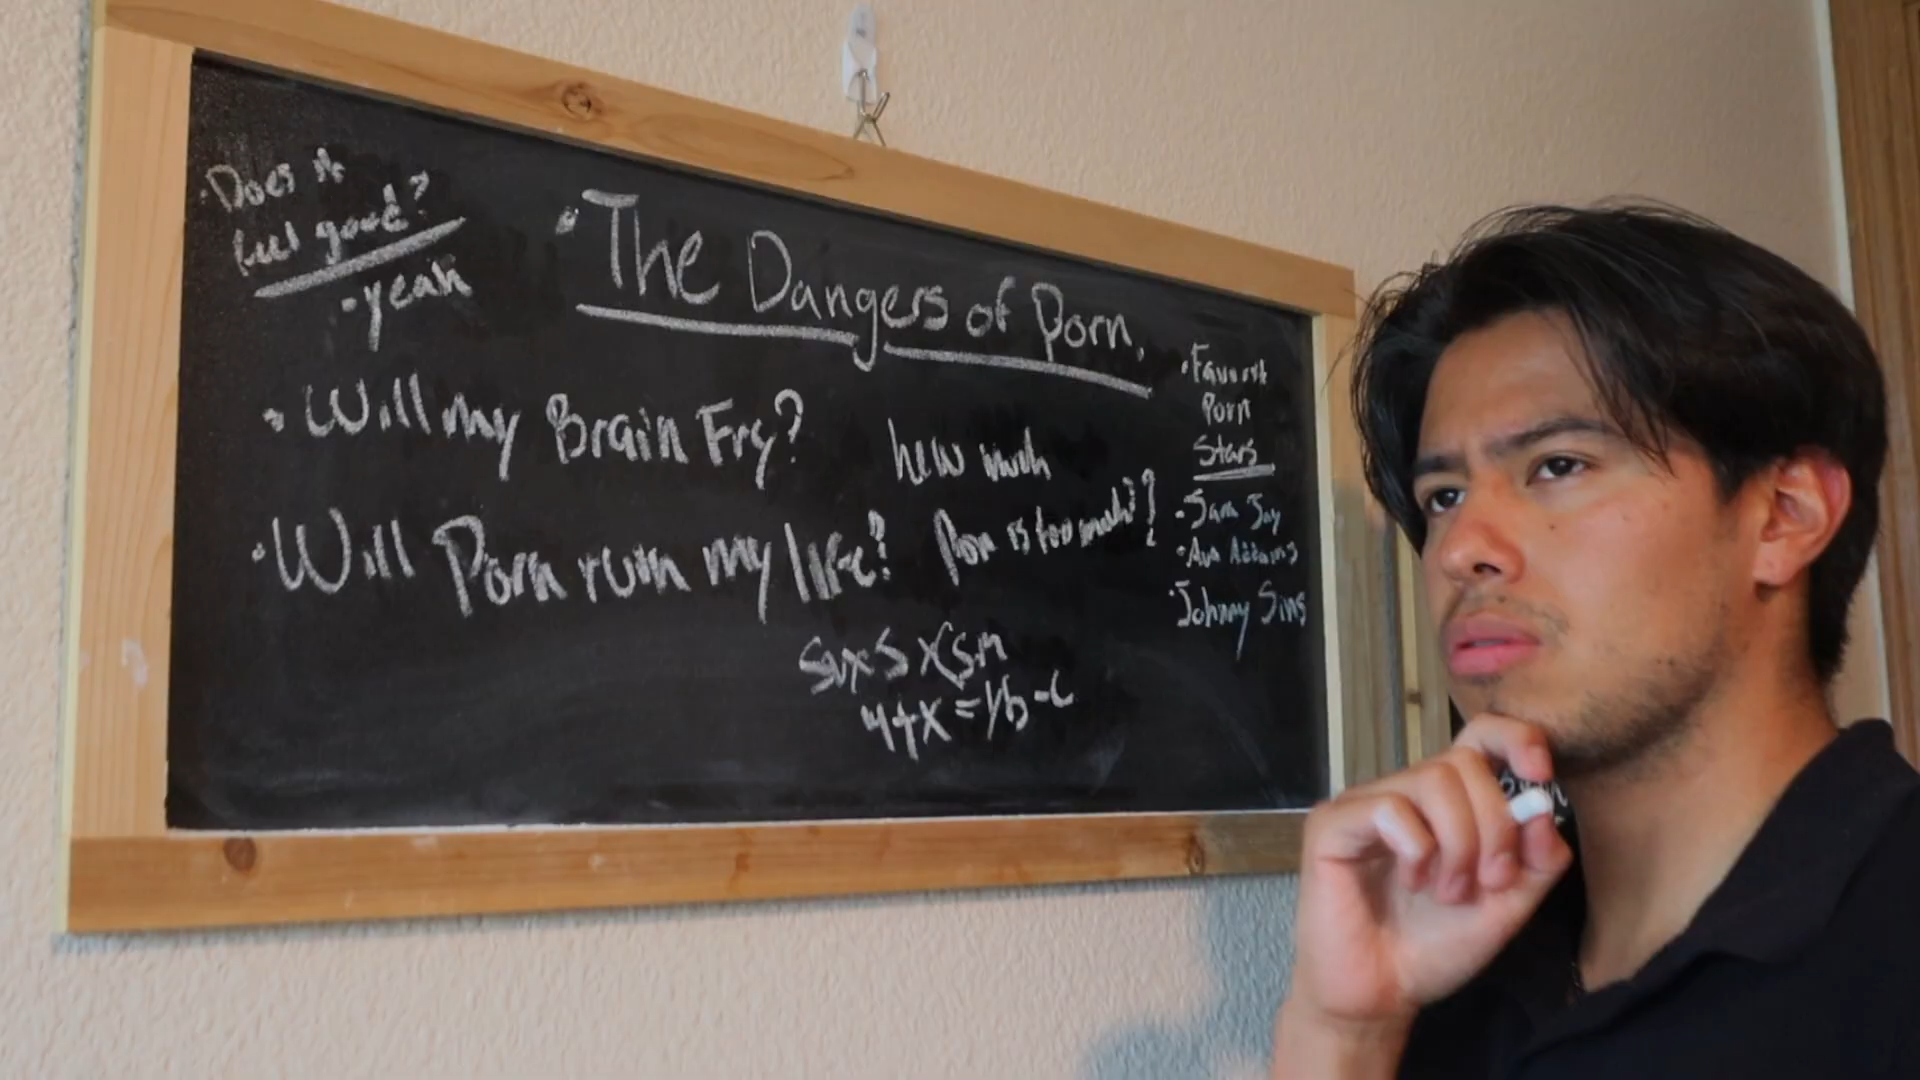 • Does it
feel good?
• yeah
• The Dangers of Porn.
• Will my Brain Fry?
• Will Porn ruin my life?
how much
Porn is too much?
• Favorite
Porn
Stars
• Sara Jay
• Ava Addams
• Johnny Sins
4+x=1/b-c